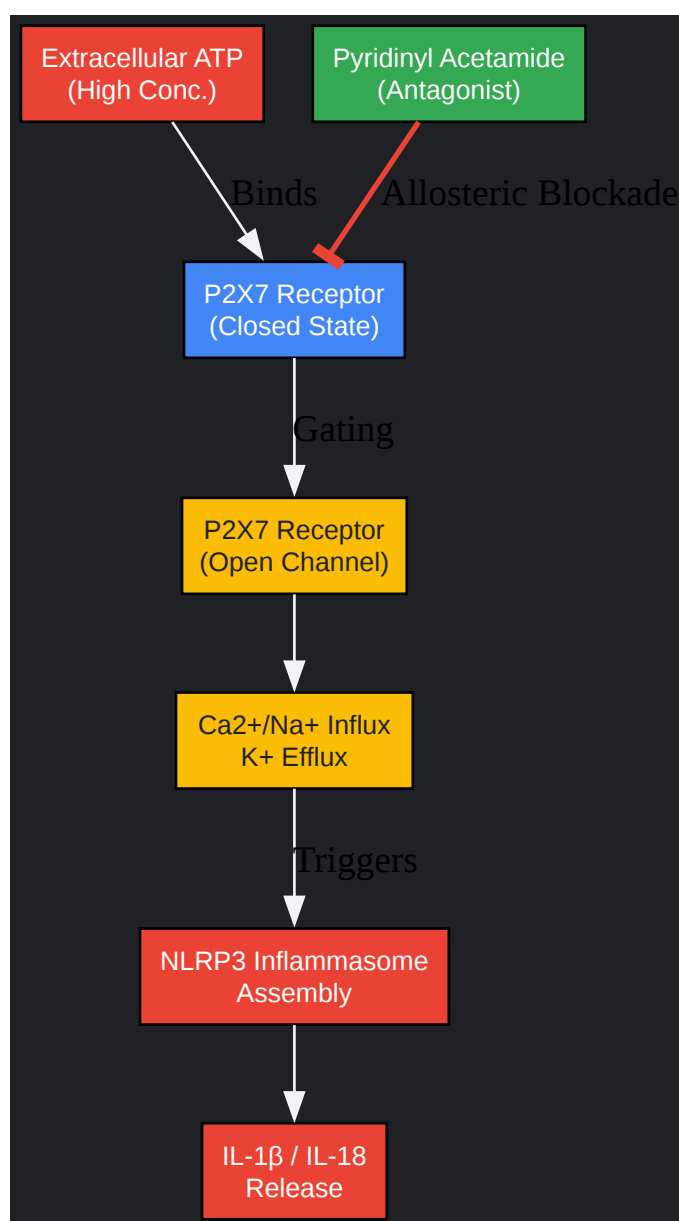 Extracellular ATP
(High Conc.)
Pyridinyl Acetamide
(Antagonist)
Binds
Allosteric Blockade
P2X7 Receptor
(Closed State)
Gating
P2X7 Receptor
(Open Channel)
Ca2+/Na+ Influx
K+ Efflux
Triggers
NLRP3 Inflammasome
Assembly
IL-1β / IL-18
Release